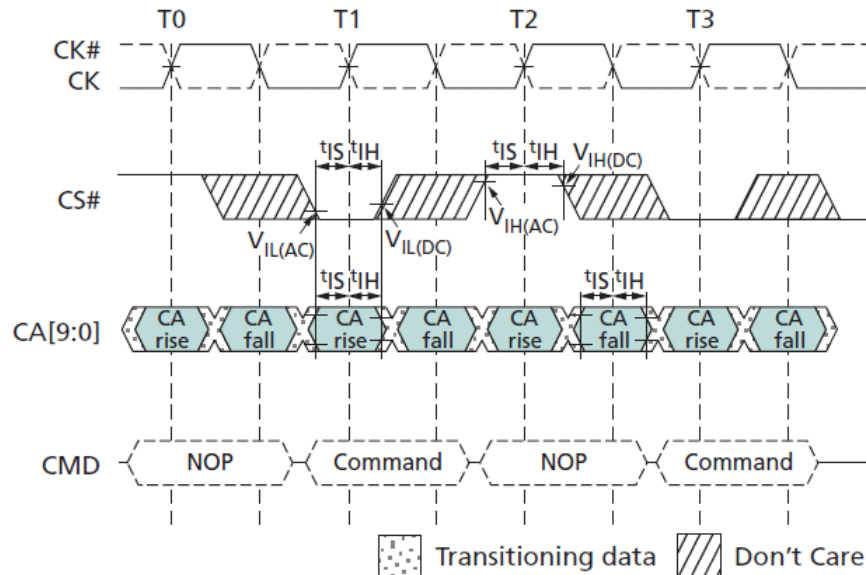 T0 T1 T2 T3
CK#
CK
tIS tIH tIS tIH VIH(DC)
CS#
VIL(AC) VIL(DC) VIH(AC)
tIS tIH tIS tIH
CA[9:0] CA CA CA CA CA CA CA CA
rise fall rise fall rise fall rise fall
CMD NOP Command NOP Command
Transitioning data Don't Care